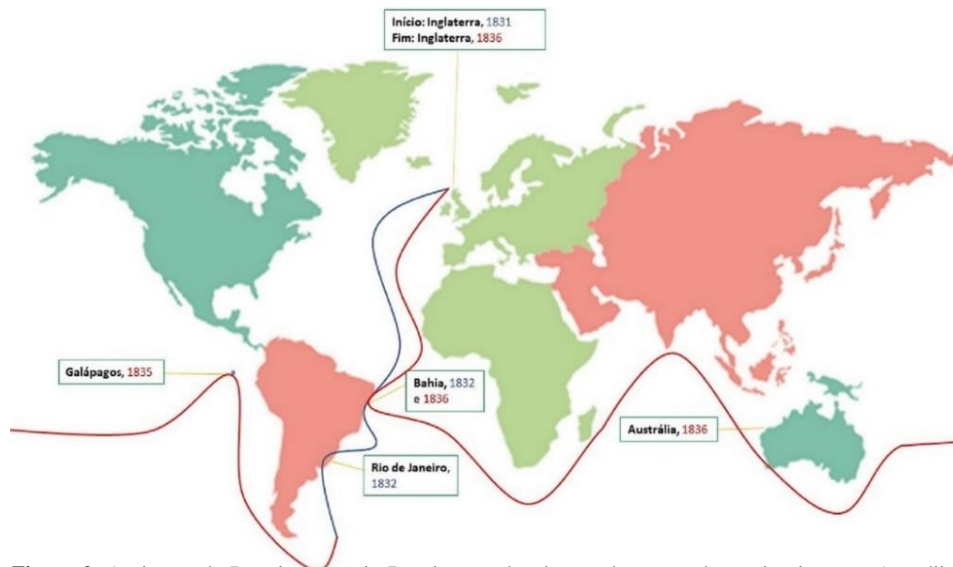 Início: Inglaterra, 1831
Fim: Inglaterra, 1836
Galápagos, 1835
Bahia, 1832
e 1836
Austrália, 1836
Rio de Janeiro,
1832